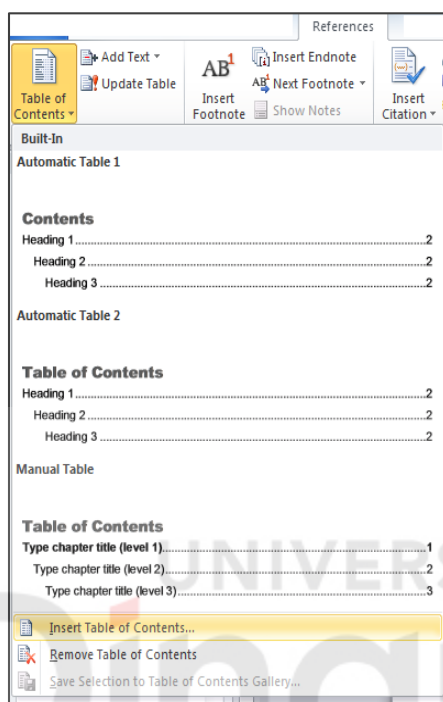 References
Table of Contents
Add Text
Update Table
AB1
Insert Footnote
Insert Endnote
AB1 Next Footnote
Show Notes
Insert Citation
Built-In
Automatic Table 1
Contents
Heading 1...2
Heading 2...2
Heading 3...2
Automatic Table 2
Table of Contents
Heading 1...2
Heading 2...2
Heading 3...2
Manual Table
Table of Contents
Type chapter title (level 1)...1
Type chapter title (level 2)...2
Type chapter title (level 3)...3
Insert Table of Contents...
Remove Table of Contents
Save Selection to Table of Contents Gallery...